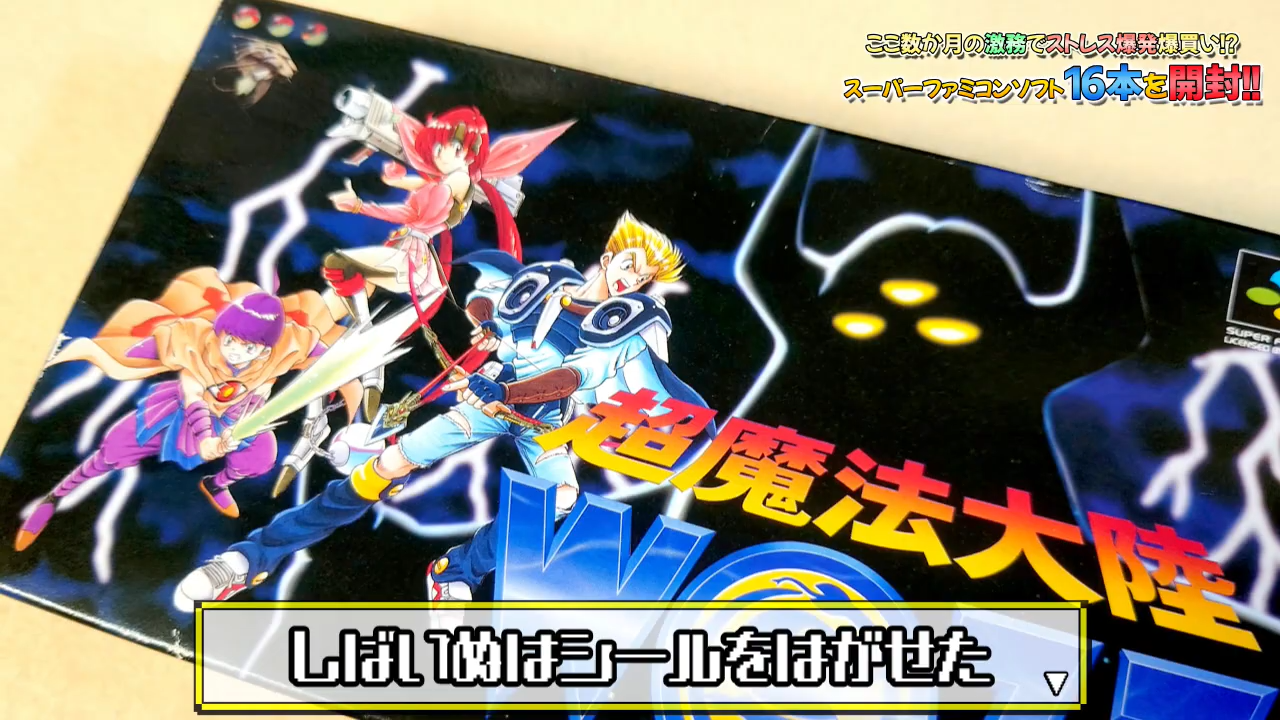 ここ数か月の激務でストレス爆発爆買い!?
スーパーファミコンソフト16本を開封!!
SUPER
超魔法大陸
WO
しばいぬはシールをはがせた